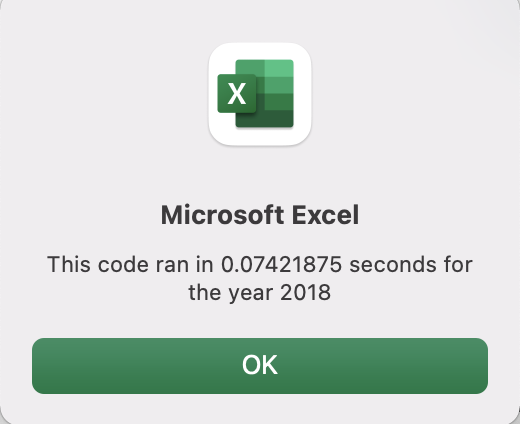 X
Microsoft Excel
This code ran in 0.07421875 seconds for
the year 2018
OK